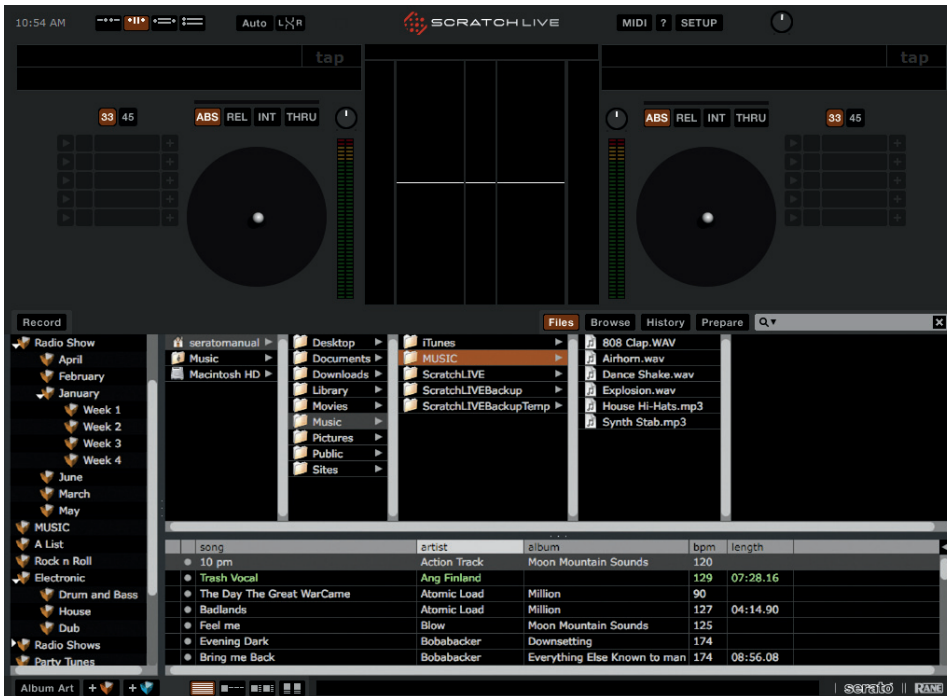 10:54 AM Auto L R SCRATCHLIVE MIDI ? SETUP
tap tap
33 45 ABS REL INT THRU ABS REL INT THRU 33 45
Record Files Browse History Prepare
Radio Show
April
February
January
Week 1
Week 2
Week 3
Week 4
June
March
May
MUSIC
A List
Rock n Roll
Electronic
Drum and Bass
House
Dub
Radio Shows
Party Tunes
seratomanual
Music
Macintosh HD
Desktop
Documents
Downloads
Library
Movies
Music
Pictures
Public
Sites
iTunes
MUSIC
ScratchLIVE
ScratchLIVEBackup
ScratchLIVEBackupTemp
808 Clap.WAV
Airhorn.wav
Dance Shake.wav
Explosion.wav
House Hi-Hats.mp3
Synth Stab.mp3
song artist album bpm length
10 pm Action Track Moon Mountain Sounds 120
Trash Vocal Ang Finland 129 07:28.16
The Day The Great WarCame Atomic Load Million 90
Badlands Atomic Load Million 127 04:14.90
Feel me Blow Moon Mountain Sounds 125
Evening Dark Bobabacker Downsetting 174
Bring me Back Bobabacker Everything Else Known to man 174 08:56.08
Album Art serato RANE